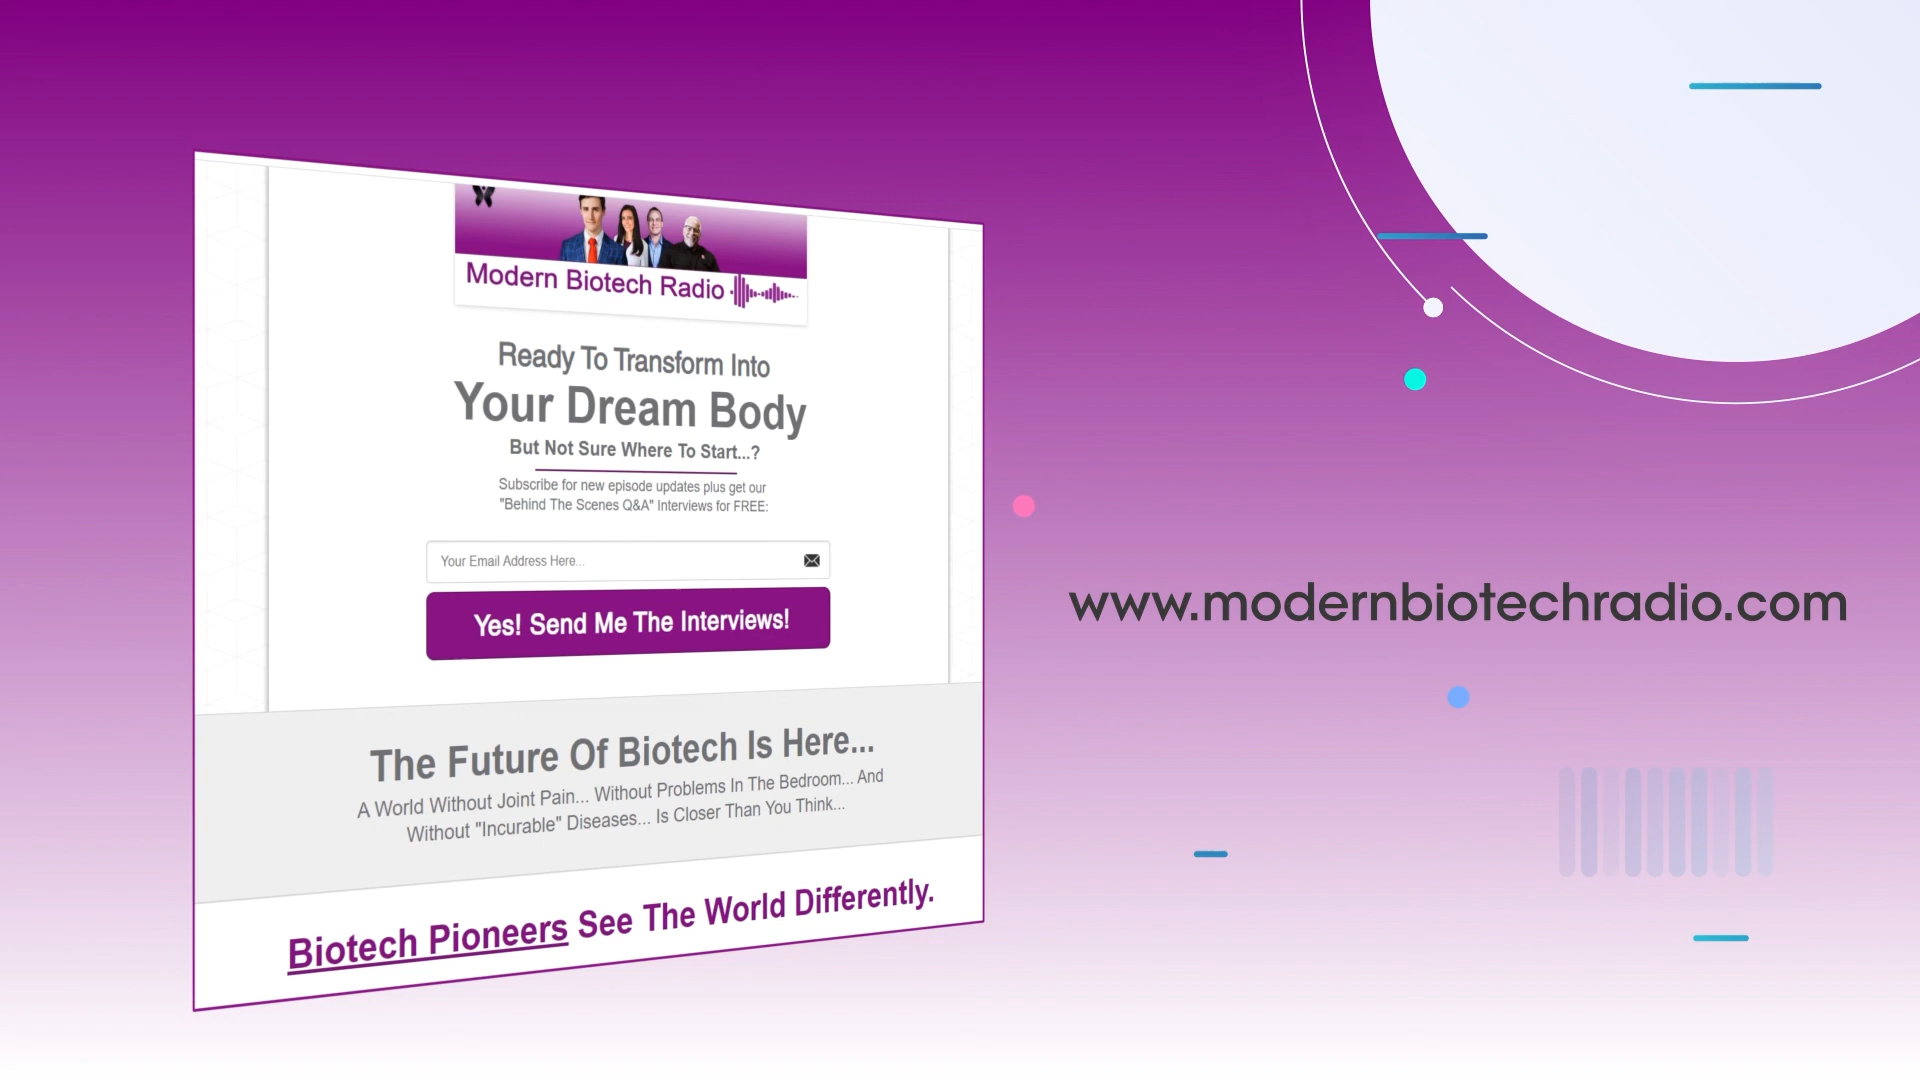 Modern Biotech Radio
Ready To Transform Into
Your Dream Body
But Not Sure Where To Start...?
Subscribe for new episode updates plus get our
"Behind The Scenes Q&A" Interviews for FREE:
Your Email Address Here...
Yes! Send Me The Interviews!
The Future Of Biotech Is Here...
A World Without Joint Pain... Without Problems In The Bedroom... And
Without "Incurable" Diseases... Is Closer Than You Think...
Biotech Pioneers See The World Differently.
www.modernbiotechradio.com